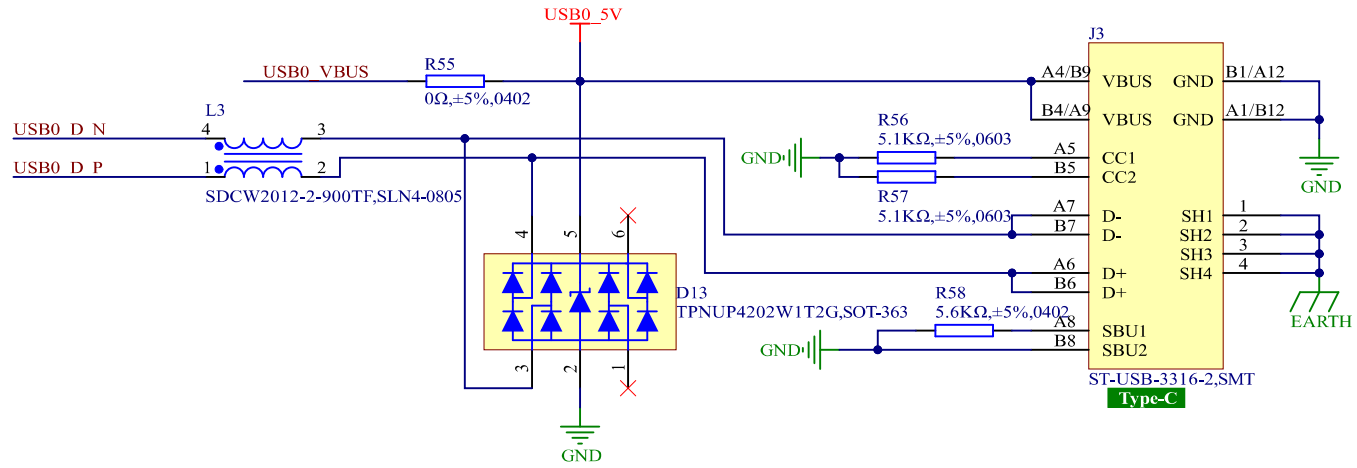 USB0_5V
J3
USB0_VBUS
R55
0Ω,±5%,0402
A4/B9
VBUS
GND
B1/A12
B4/A9
VBUS
GND
A1/B12
L3
USB0_D_N
4
3
USB0_D_P
1
2
SDCW2012-2-900TF,SLN4-0805
R56
5.1KΩ,±5%,0603
GND
A5
CC1
B5
CC2
R57
5.1KΩ,±5%,0603
GND
A7
D-
SH1
1
B7
D-
SH2
2
SH3
3
A6
D+
SH4
4
B6
D+
4
5
6
D13
TPNUP4202W1T2G,SOT-363
3
2
1
GND
R58
5.6KΩ,±5%,0402
A8
SBU1
GND
B8
SBU2
EARTH
ST-USB-3316-2,SMT
Type-C